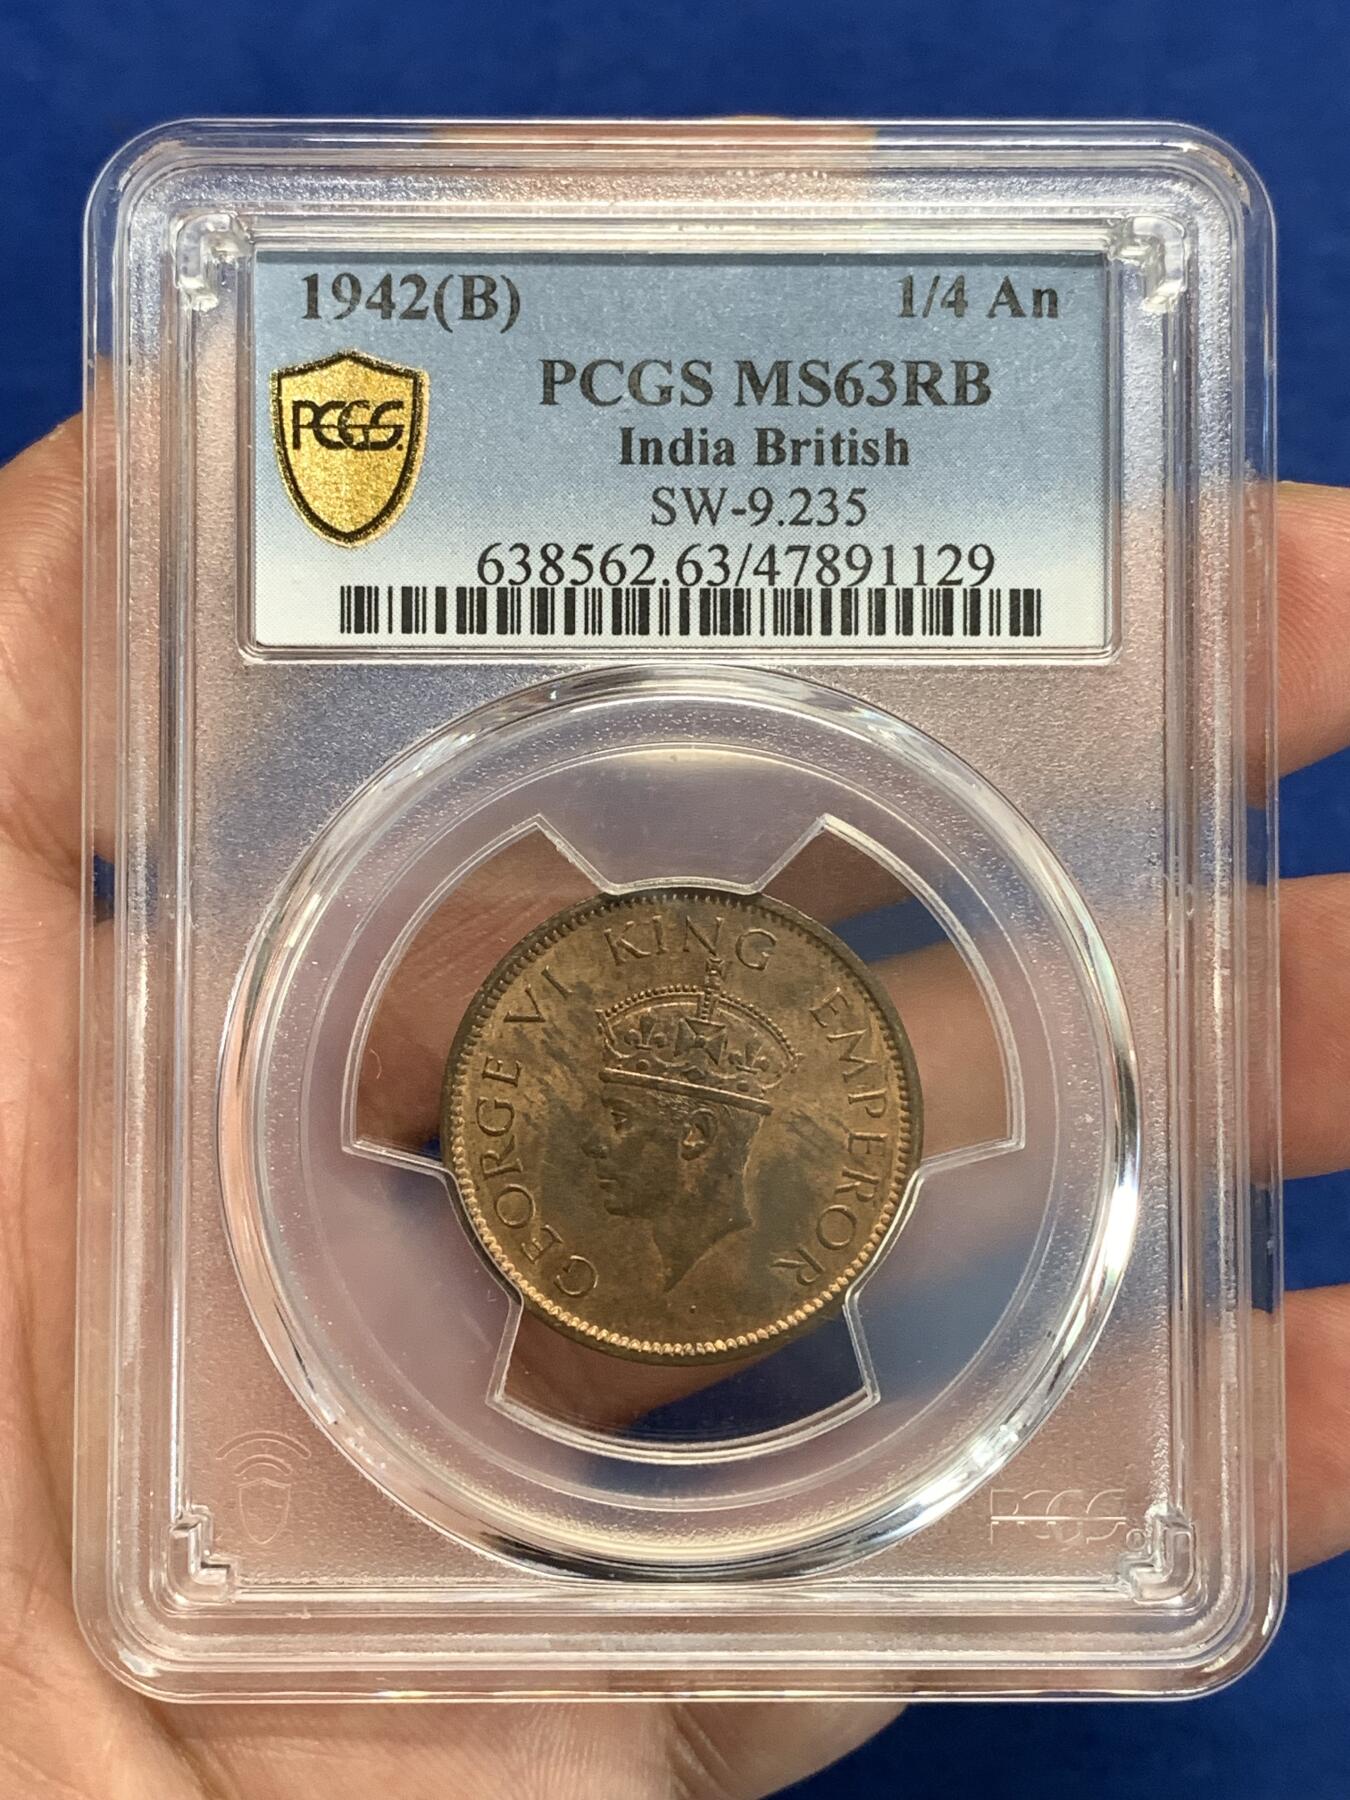 1942(B) 1/4 An
PCGS MS63RB
PCGS
India British
SW-9.235
638562.63/47891129
GEORGE VI KING EMPEROR
PCGS